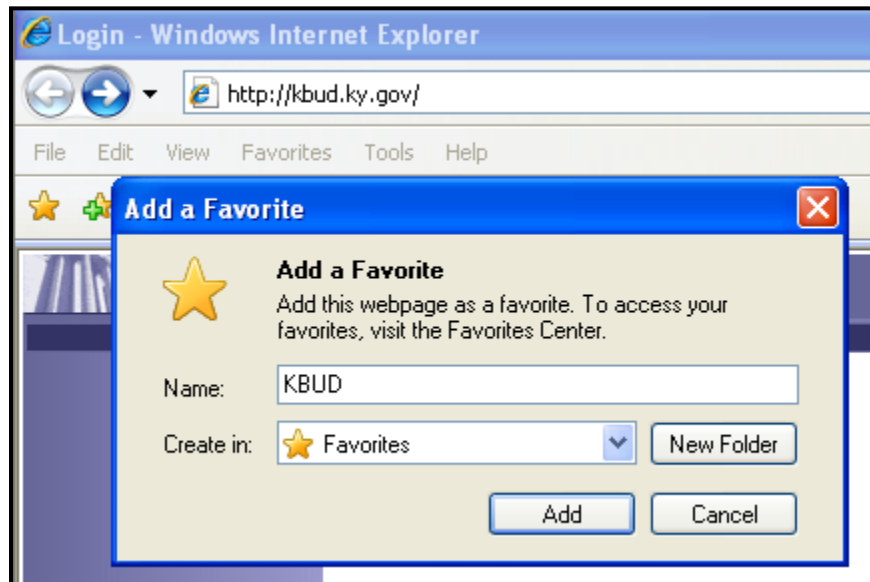 Login - Windows Internet Explorer
http://kbud.ky.gov/
File Edit View Favorites Tools Help
Add a Favorite
Add a Favorite
Add this webpage as a favorite. To access your
favorites, visit the Favorites Center.
Name: KBUD
Create in: Favorites New Folder
Add Cancel